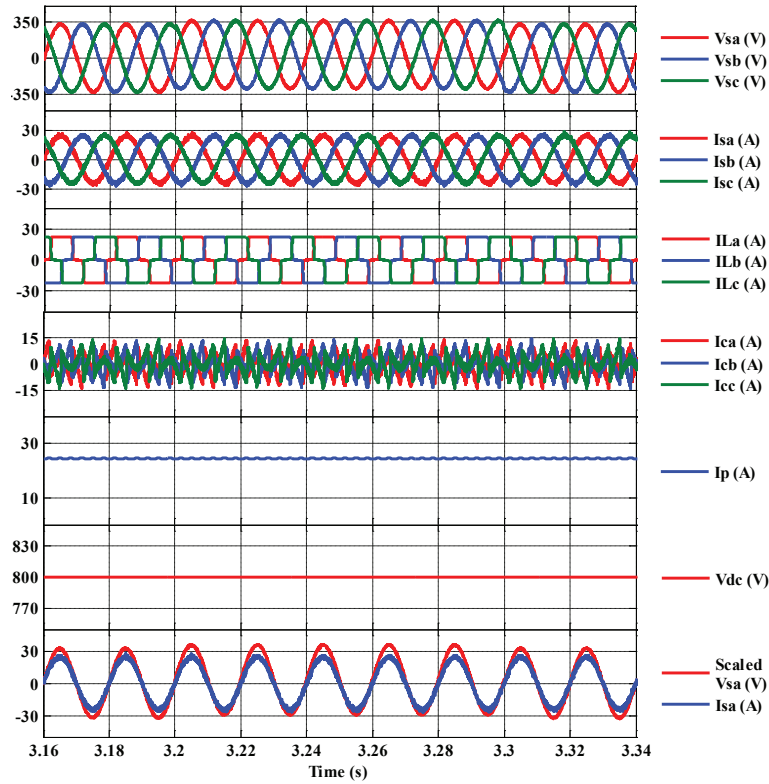 350
0
-350
Vsa (V)
Vsb (V)
Vsc (V)
30
0
-30
Isa (A)
Isb (A)
Isc (A)
30
0
-30
ILa (A)
ILb (A)
ILc (A)
15
0
-15
Ica (A)
Icb (A)
Icc (A)
30
10
Ip (A)
830
800
770
Vdc (V)
30
0
-30
Scaled
Vsa (V)
Isa (A)
3.16 3.18 3.2 3.22 3.24 3.26 3.28 3.3 3.32 3.34
Time (s)